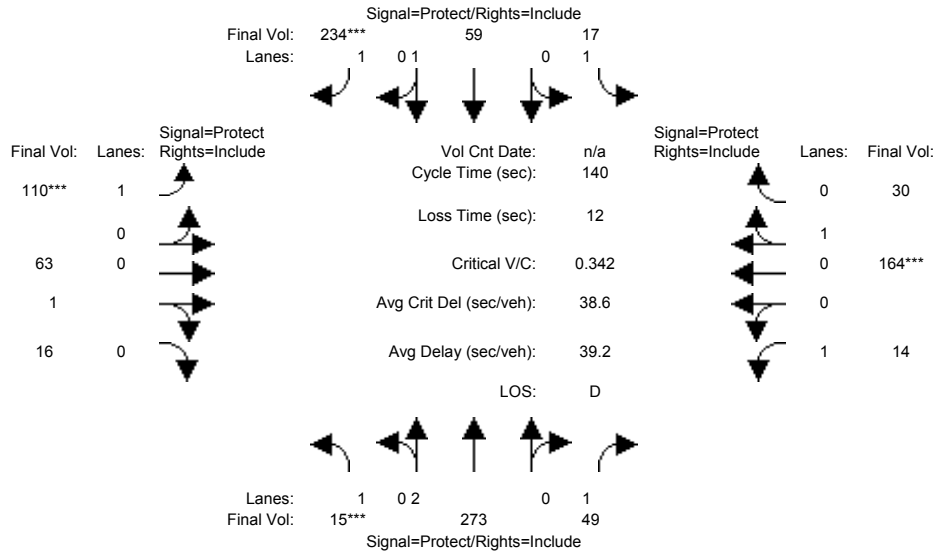 Signal=Protect/Rights=Include
Final Vol: 234*** 59 17
Lanes: 1 0 1 0 1
Signal=Protect
Final Vol: Lanes: Rights=Include
Vol Cnt Date: n/a
Signal=Protect
Rights=Include Lanes: Final Vol:
Cycle Time (sec): 140
110*** 1
0 30
Loss Time (sec): 12
0
1
63 0
Critical V/C: 0.342
0 164***
1
Avg Crit Del (sec/veh): 38.6
0
16 0
Avg Delay (sec/veh): 39.2
1 14
LOS: D
Lanes: 1 0 2 0 1
Final Vol: 15*** 273 49
Signal=Protect/Rights=Include